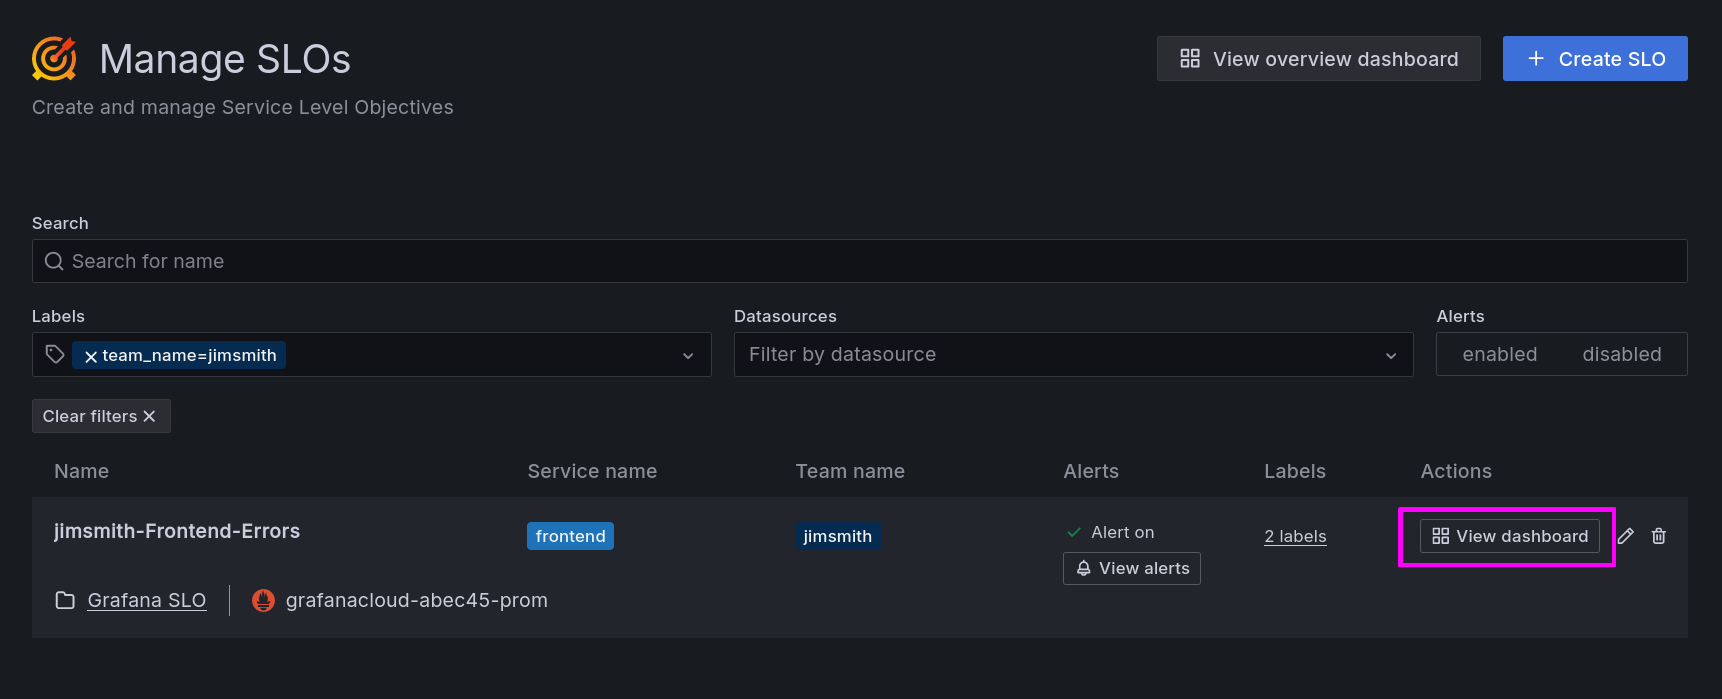 Manage SLOs
View overview dashboard
Create SLO
Create and manage Service Level Objectives
Search
Search for name
Labels
Datasources
Alerts
team_name=jimsmith
Filter by datasource
enabled
disabled
Clear filters
Name Service name Team name Alerts Labels Actions
jimsmith-Frontend-Errors
frontend
jimsmith
Alert on
View alerts
2 labels
View dashboard
Grafana SLO
grafanacloud-abec45-prom